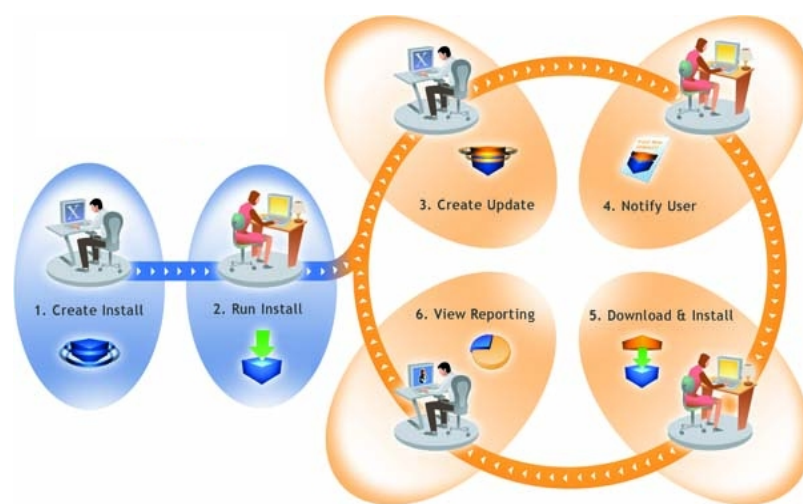 1. Create Install
2. Run Install
3. Create Update
4. Notify User
5. Download & Install
6. View Reporting
X
X